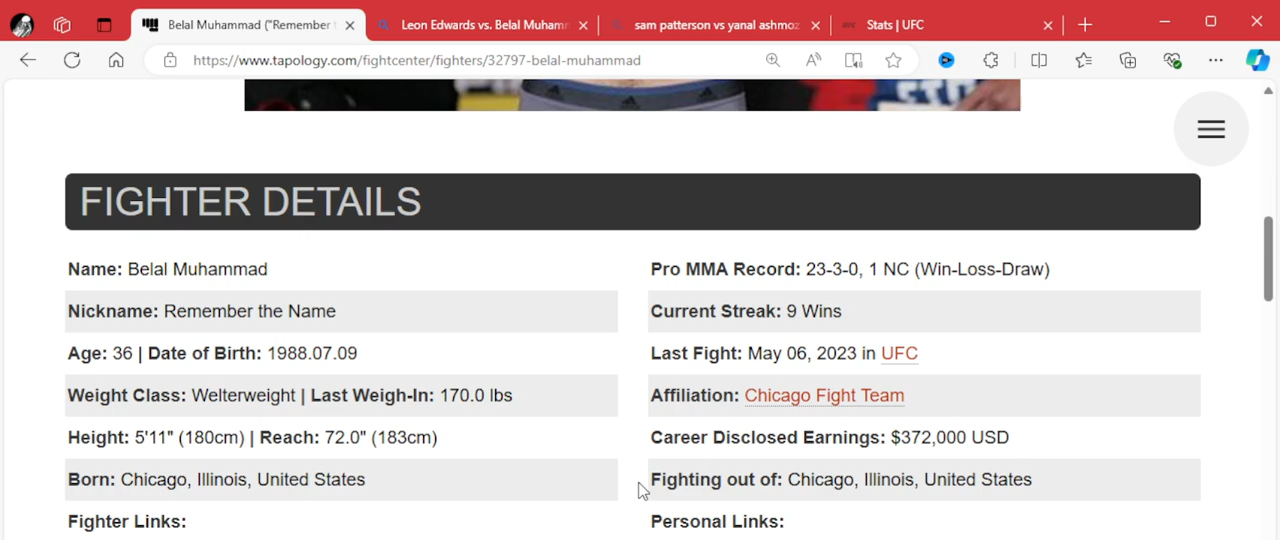 Belal Muhammad ("Remember t
Leon Edwards vs. Belal Muhamm
sam patterson vs yanal ashmoz
Stats | UFC
https://www.tapology.com/fightcenter/fighters/32797-belal-muhammad
FIGHTER DETAILS
Name: Belal Muhammad
Pro MMA Record: 23-3-0, 1 NC (Win-Loss-Draw)
Nickname: Remember the Name
Current Streak: 9 Wins
Age: 36 | Date of Birth: 1988.07.09
Last Fight: May 06, 2023 in UFC
Weight Class: Welterweight | Last Weigh-In: 170.0 lbs
Affiliation: Chicago Fight Team
Height: 5'11" (180cm) | Reach: 72.0" (183cm)
Career Disclosed Earnings: $372,000 USD
Born: Chicago, Illinois, United States
Fighting out of: Chicago, Illinois, United States
Fighter Links:
Personal Links: